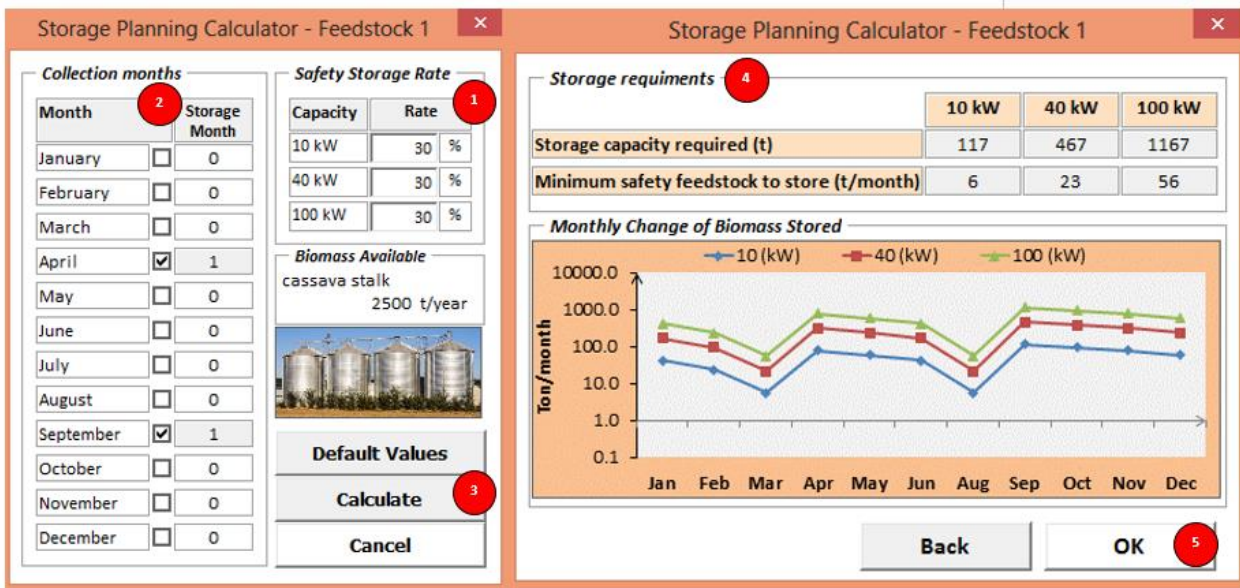 Storage Planning Calculator - Feedstock 1
Collection months
2
Month Storage Month
January 0
February 0
March 0
April 1
May 0
June 0
July 0
August 0
September 1
October 0
November 0
December 0
Safety Storage Rate
1
Capacity Rate
10 kW 30 %
40 kW 30 %
100 kW 30 %
Biomass Available
cassava stalk
2500 t/year
Default Values
Calculate 3
Cancel
Storage Planning Calculator - Feedstock 1
Storage requiments 4
10 kW 40 kW 100 kW
Storage capacity required (t) 117 467 1167
Minimum safety feedstock to store (t/month) 6 23 56
Monthly Change of Biomass Stored
10 (kW) 40 (kW) 100 (kW)
Ton/month
10000.0
1000.0
100.0
10.0
1.0
0.1
Jan Feb Mar Apr May Jun Aug Sep Oct Nov Dec
Back OK 5